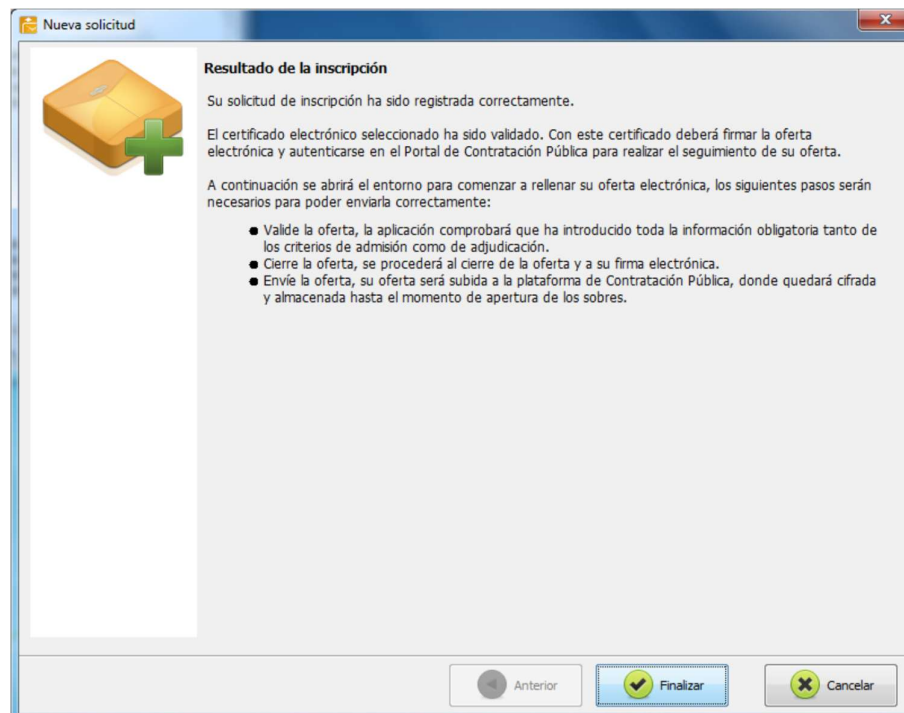 Nueva solicitud
Resultado de la inscripción
Su solicitud de inscripción ha sido registrada correctamente.
El certificado electrónico seleccionado ha sido validado. Con este certificado deberá firmar la oferta
electrónica y autenticarse en el Portal de Contratación Pública para realizar el seguimiento de su oferta.
A continuación se abrirá el entorno para comenzar a rellenar su oferta electrónica, los siguientes pasos serán
necesarios para poder enviarla correctamente:
● Valide la oferta, la aplicación comprobará que ha introducido toda la información obligatoria tanto de
los criterios de admisión como de adjudicación.
● Cierre la oferta, se procederá al cierre de la oferta y a su firma electrónica.
● Envíe la oferta, su oferta será subida a la plataforma de Contratación Pública, donde quedará cifrada
y almacenada hasta el momento de apertura de los sobres.
Anterior
Finalizar
Cancelar